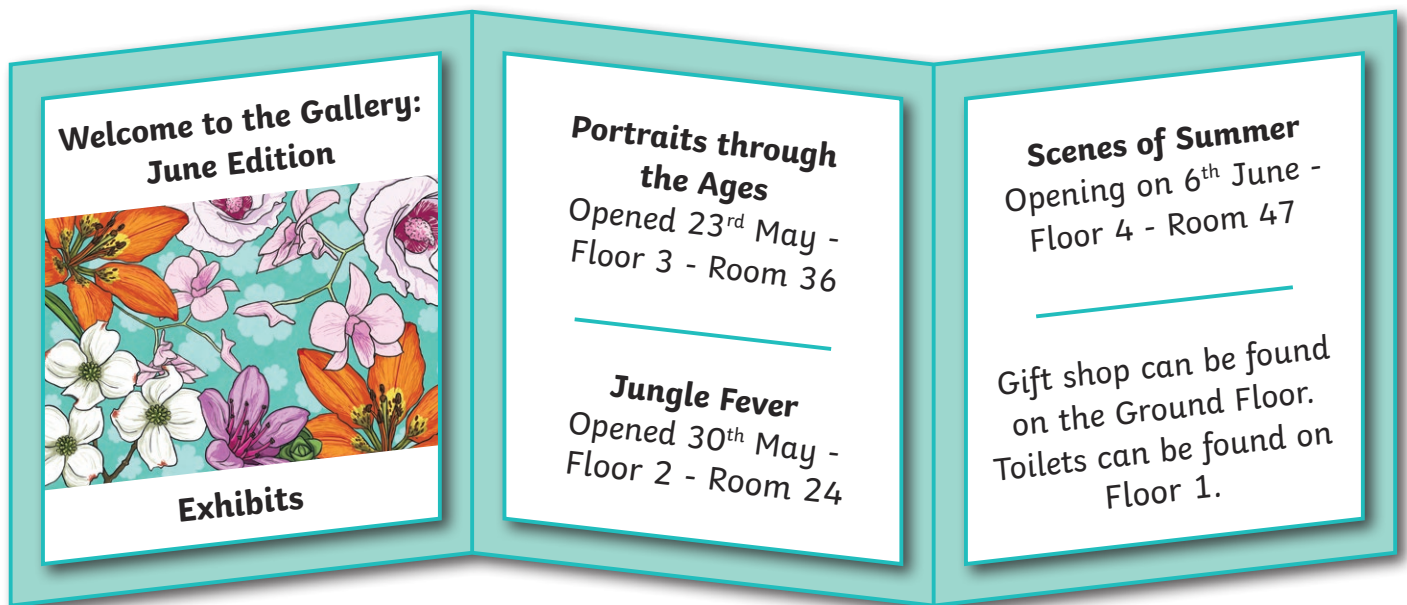 Welcome to the Gallery:
June Edition
Exhibits
Portraits through
the Ages
Opened 23rd May -
Floor 3 - Room 36
Jungle Fever
Opened 30th May -
Floor 2 - Room 24
Scenes of Summer
Opening on 6th June -
Floor 4 - Room 47
Gift shop can be found
on the Ground Floor.
Toilets can be found on
Floor 1.